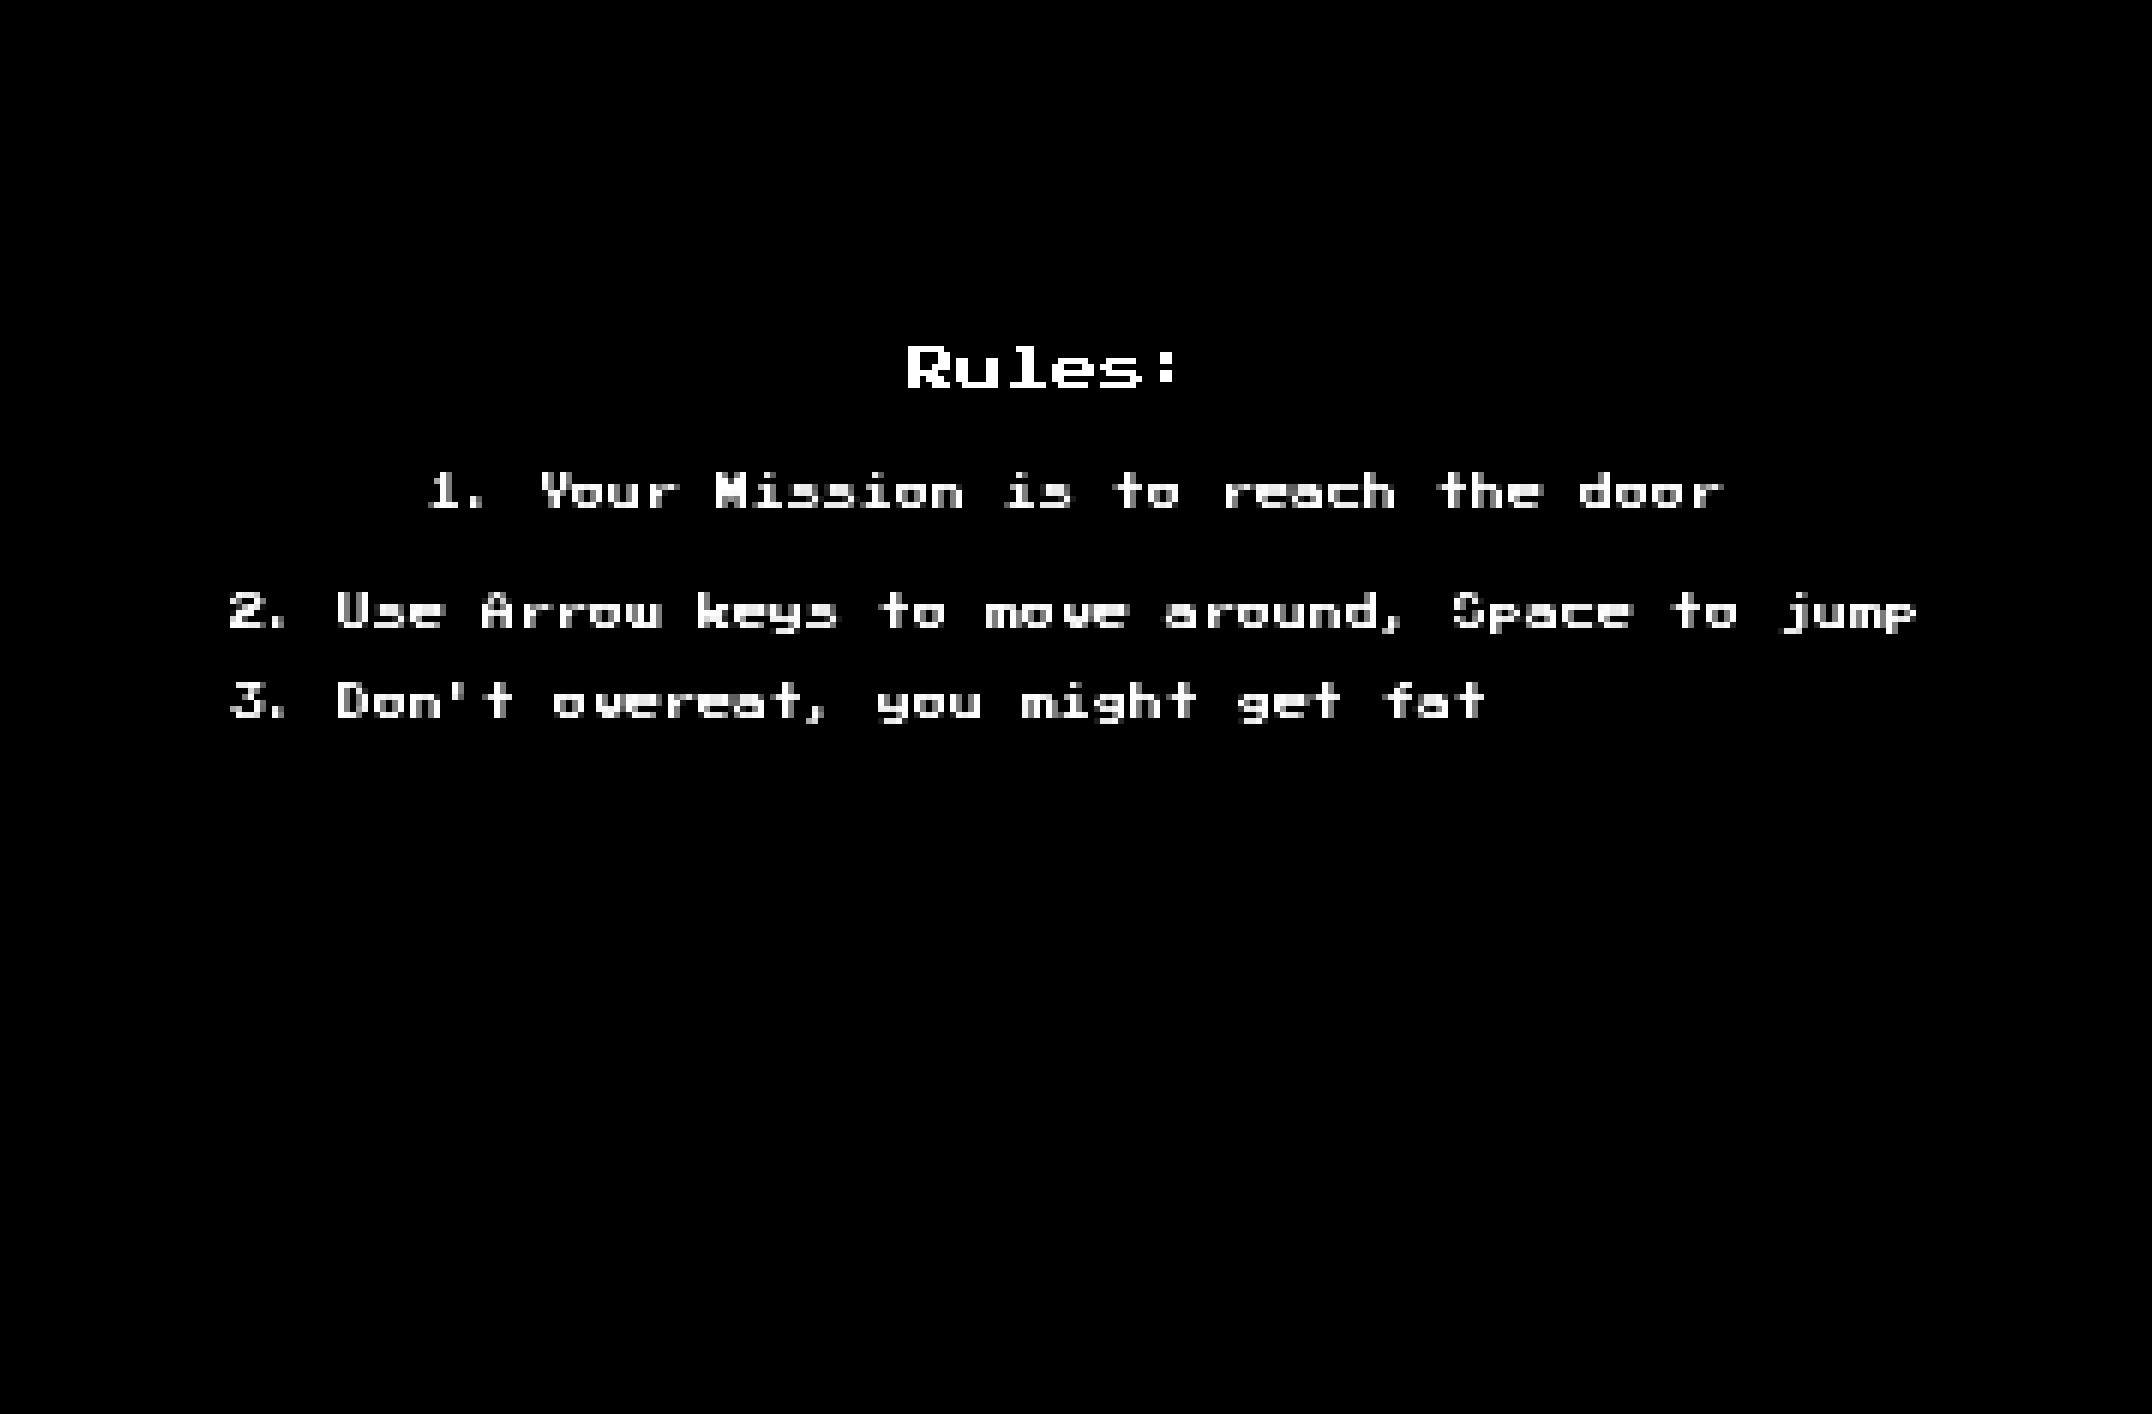 Rules:
1. Your Mission is to reach the door
2. Use Arrow keys to move around, Space to jump
3. Don't overeat, you might get fat